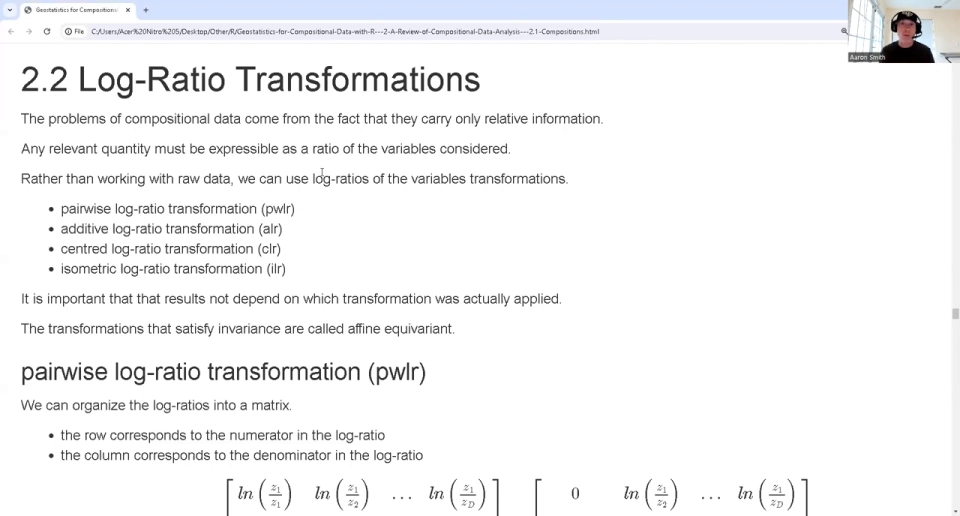 Geostatistics for Compositiona
File
C:/Users/Acer%20Nitro%205/Desktop/Other/R/Geostatistics-for-Compositional-Data-with-R---2-A-Review-of-Compositional-Data-Analysis---2.1-Compositions.html
Aaron Smith
2.2 Log-Ratio Transformations
The problems of compositional data come from the fact that they carry only relative information.
Any relevant quantity must be expressible as a ratio of the variables considered.
Rather than working with raw data, we can use log-ratios of the variables transformations.
• pairwise log-ratio transformation (pwlr)
• additive log-ratio transformation (alr)
• centred log-ratio transformation (clr)
• isometric log-ratio transformation (ilr)
It is important that that results not depend on which transformation was actually applied.
The transformations that satisfy invariance are called affine equivariant.
pairwise log-ratio transformation (pwlr)
We can organize the log-ratios into a matrix.
• the row corresponds to the numerator in the log-ratio
• the column corresponds to the denominator in the log-ratio
[ ln(z₁/z₁) ln(z₁/z₂) … ln(z₁/z_D) ] [ 0 ln(z₁/z₂) … ln(z₁/z_D) ]